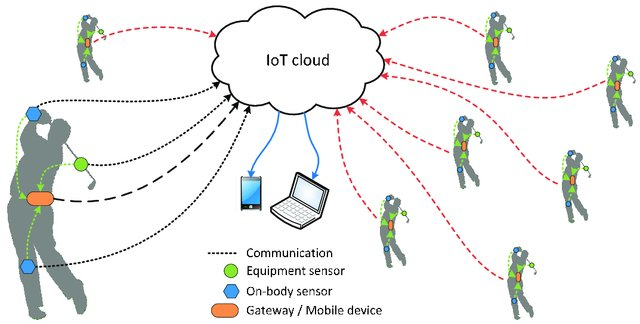 IoT cloud
Communication
Equipment sensor
On-body sensor
Gateway / Mobile device